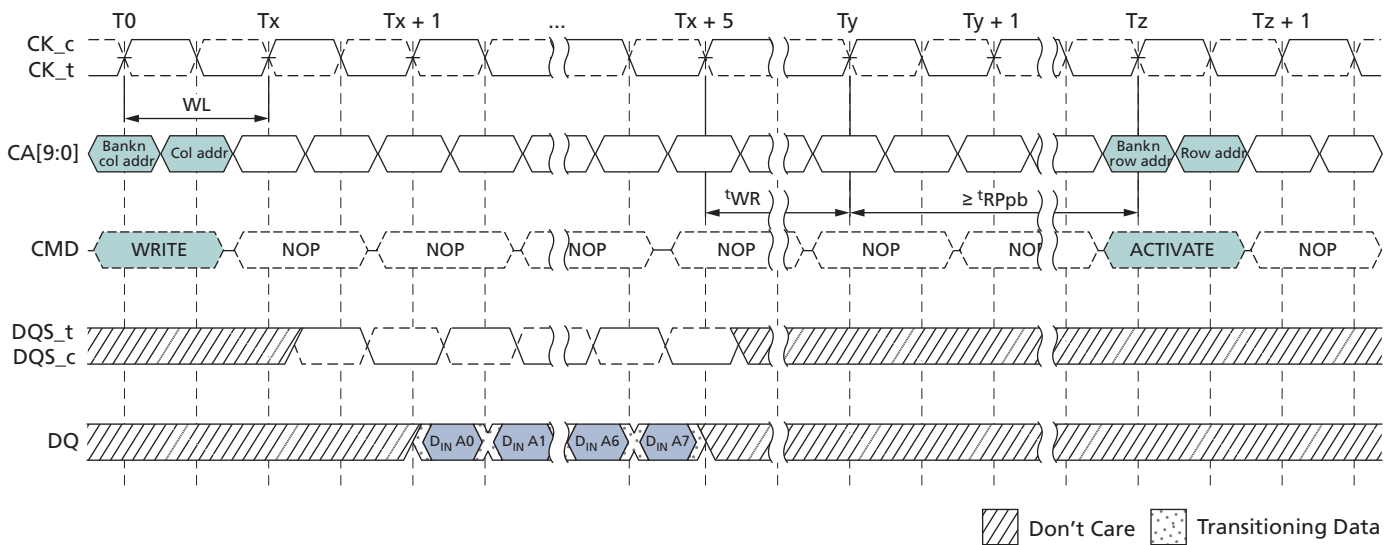 T0 Tx Tx + 1 ... Tx + 5 Ty Ty + 1 Tz Tz + 1
CK_c
CK_t
WL
CA[9:0] Bankn col addr Col addr Bankn row addr Row addr
tWR ≥ tRPpb
CMD WRITE NOP NOP NOP NOP NOP NOP ACTIVATE NOP
DQS_t
DQS_c
DQ DIN A0 DIN A1 DIN A6 DIN A7
Don't Care Transitioning Data